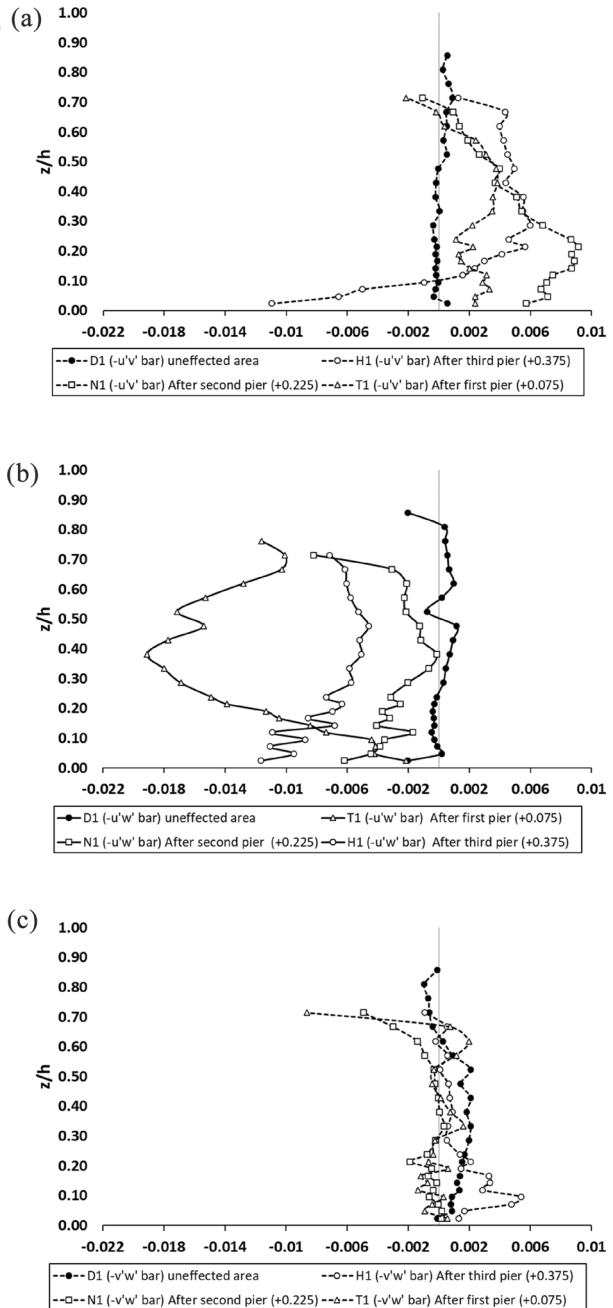 (a)
1.00
0.90
0.80
0.70
0.60
z/h
0.50
0.40
0.30
0.20
0.10
0.00
-0.022 -0.018 -0.014 -0.01 -0.006 -0.002 0.002 0.006 0.01
D1 (-u'v' bar) uneffected area H1 (-u'v' bar) After third pier (+0.375)
N1 (-u'v' bar) After second pier (+0.225) T1 (-u'v' bar) After first pier (+0.075)
(b)
1.00
0.90
0.80
0.70
0.60
z/h
0.50
0.40
0.30
0.20
0.10
0.00
-0.022 -0.018 -0.014 -0.01 -0.006 -0.002 0.002 0.006 0.01
D1 (-u'w' bar) uneffected area T1 (-u'w' bar) After first pier (+0.075)
N1 (-u'w' bar) After second pier (+0.225) H1 (-u'w' bar) After third pier (+0.375)
(c)
1.00
0.90
0.80
0.70
0.60
z/h
0.50
0.40
0.30
0.20
0.10
0.00
-0.022 -0.018 -0.014 -0.01 -0.006 -0.002 0.002 0.006 0.01
D1 (-v'w' bar) uneffected area H1 (-v'w' bar) After third pier (+0.375)
N1 (-v'w' bar) After second pier (+0.225) T1 (-v'w' bar) After first pier (+0.075)